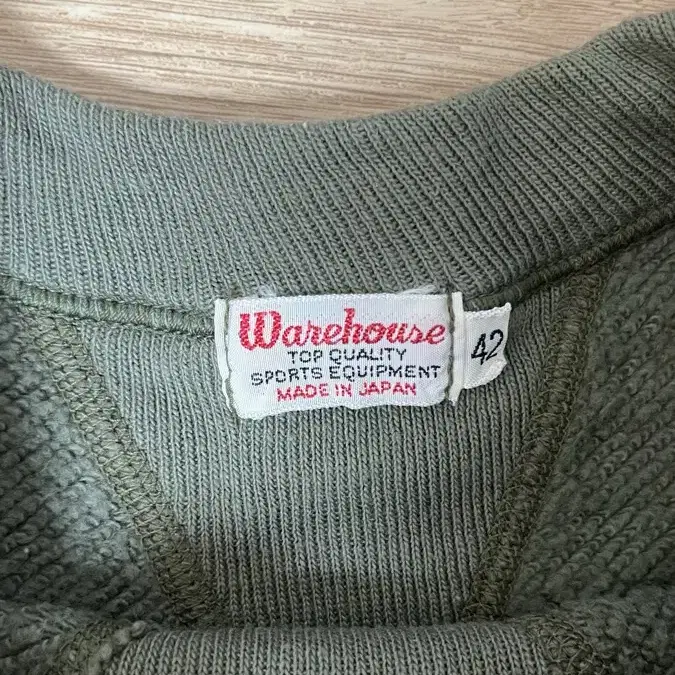 Warehouse
TOP QUALITY
SPORTS EQUIPMENT
MADE IN JAPAN
42